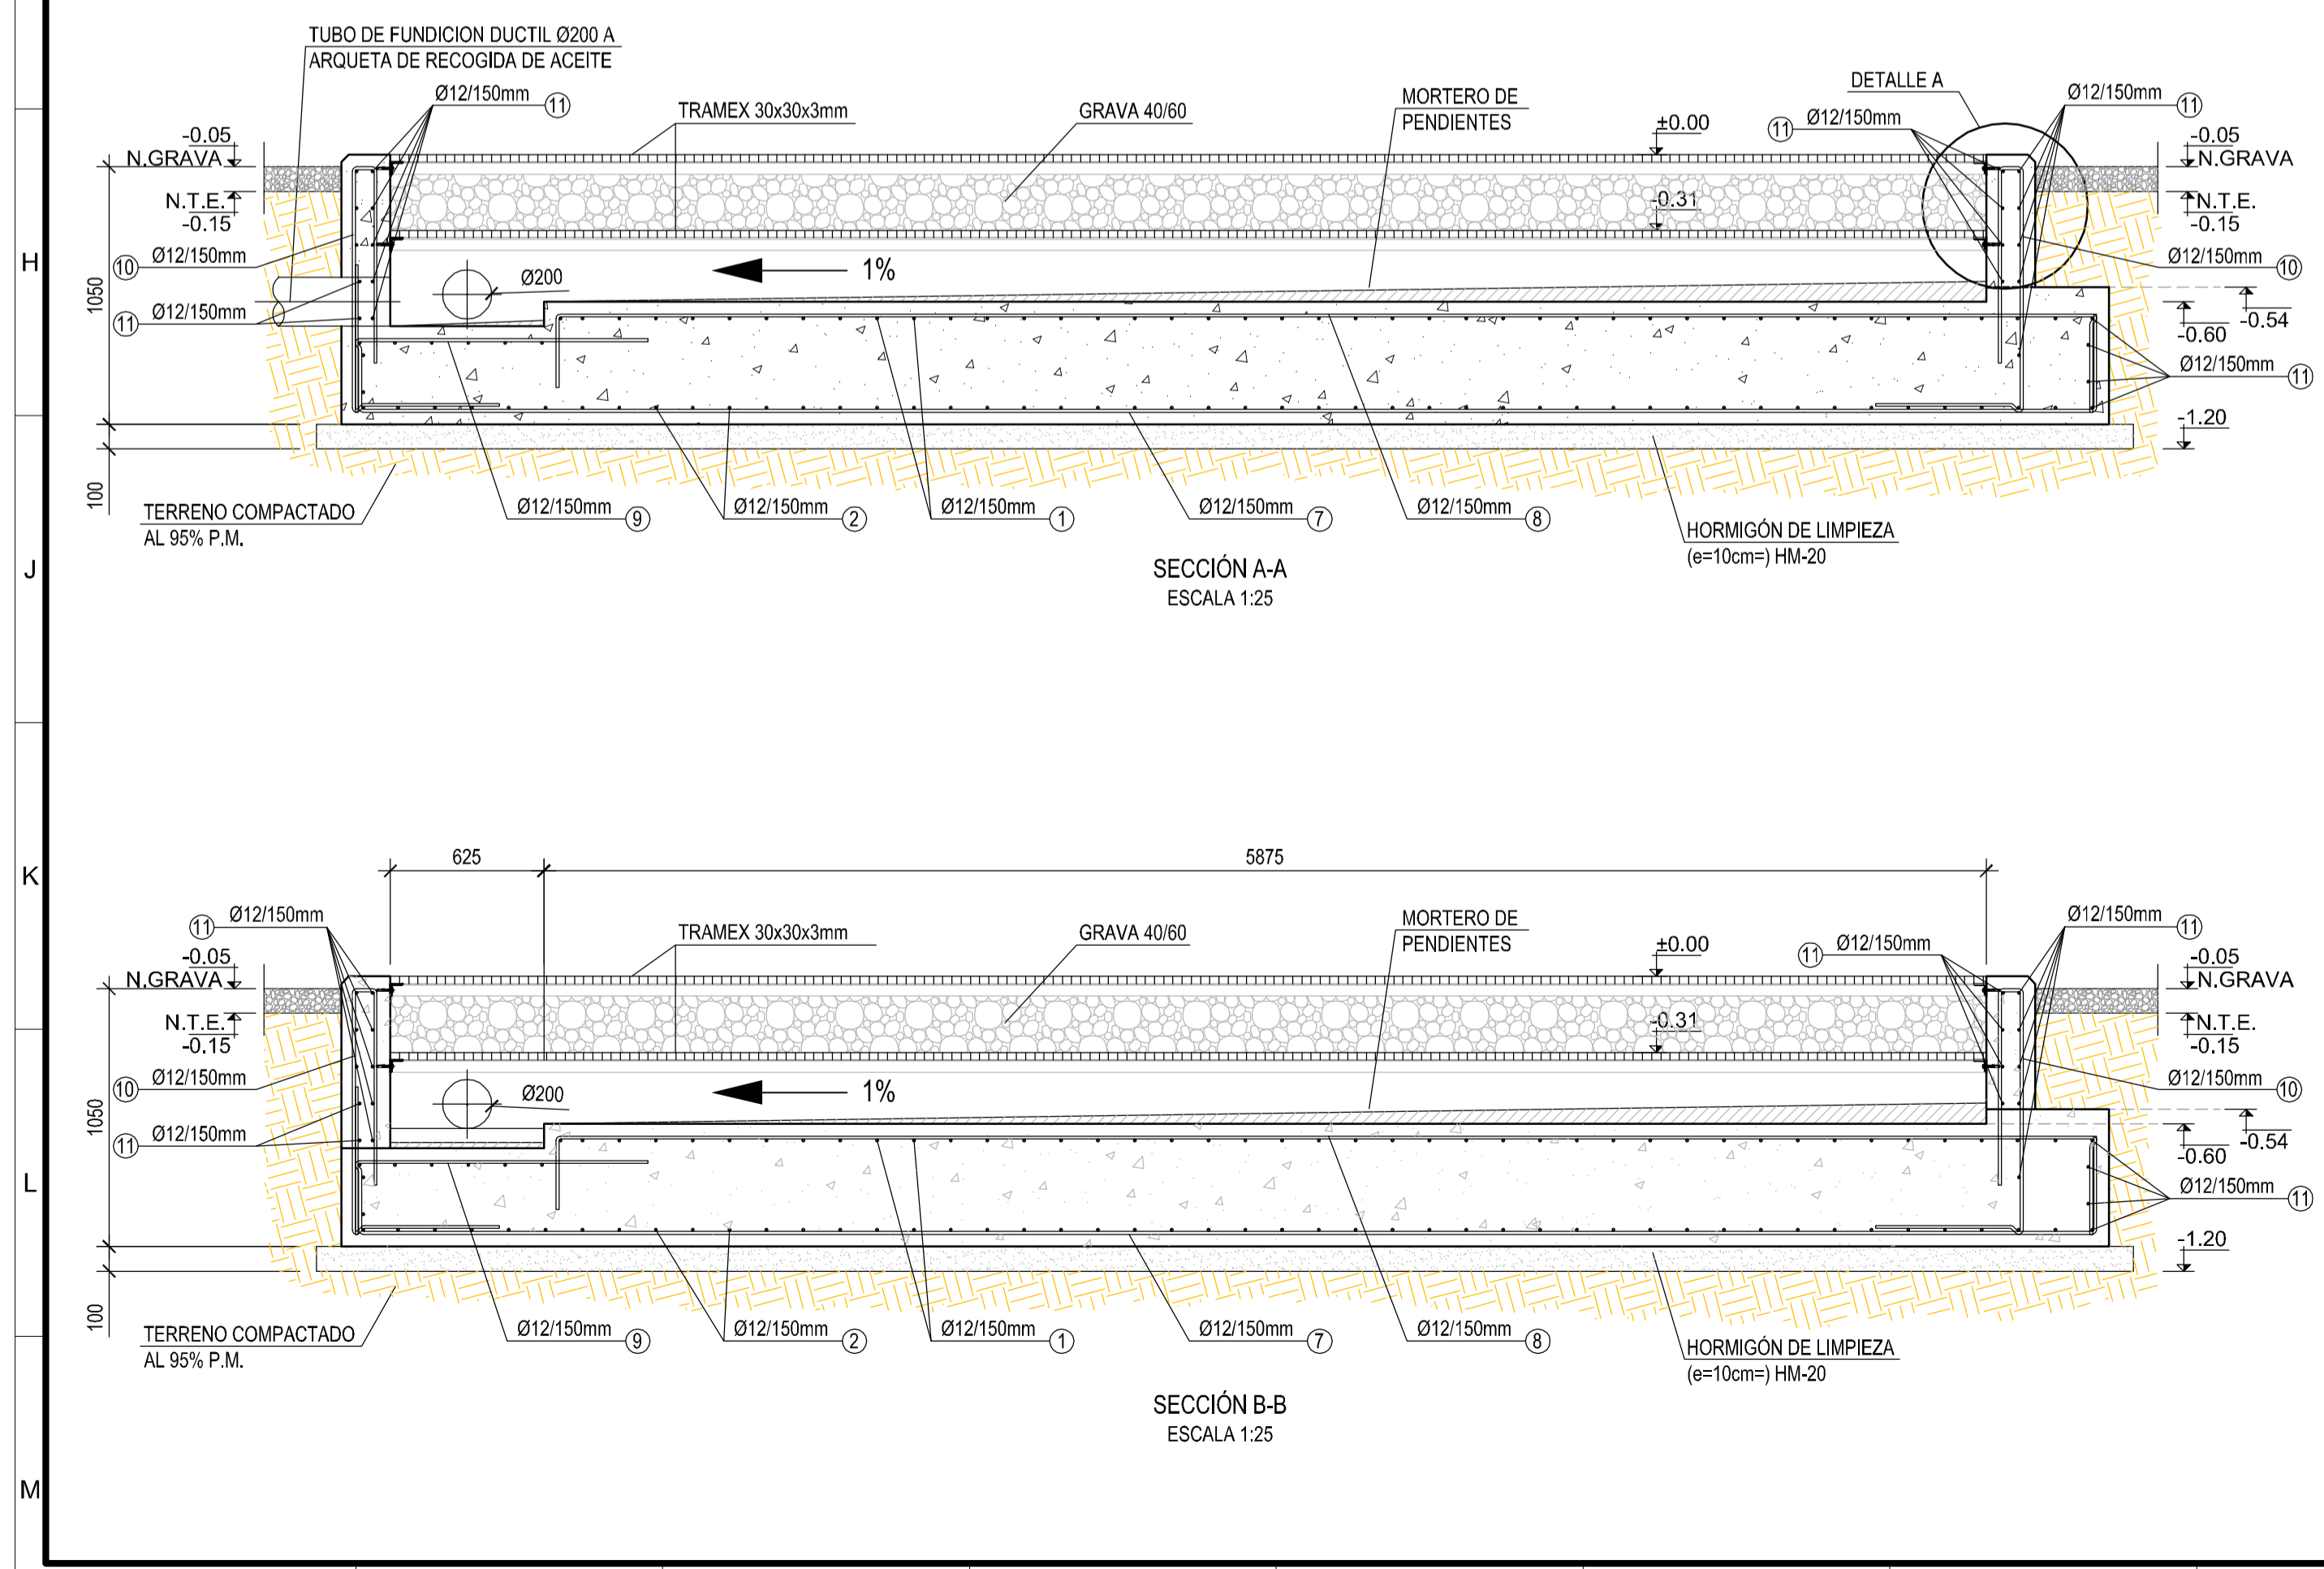 TUBO DE FUNDICION DUCTIL Ø200 A
ARQUETA DE RECOGIDA DE ACEITE
Ø12/150mm 11
TRAMEX 30x30x3mm
GRAVA 40/60
MORTERO DE
PENDIENTES
DETALLE A
Ø12/150mm 11
11 Ø12/150mm
±0.00
-0.05
N.GRAVA
-0.05
N.GRAVA
N.T.E.
-0.15
-0.31
N.T.E.
-0.15
H
10 Ø12/150mm
Ø200
1%
Ø12/150mm 10
1050
11 Ø12/150mm
-0.54
-0.60
Ø12/150mm 11
-1.20
100
TERRENO COMPACTADO
AL 95% P.M.
Ø12/150mm 9
Ø12/150mm 2
Ø12/150mm 1
Ø12/150mm 7
Ø12/150mm 8
HORMIGÓN DE LIMPIEZA
(e=10cm=) HM-20
J
SECCIÓN A-A
ESCALA 1:25
K
625
5875
11 Ø12/150mm
TRAMEX 30x30x3mm
GRAVA 40/60
MORTERO DE
PENDIENTES
±0.00
11 Ø12/150mm
Ø12/150mm 11
-0.05
N.GRAVA
-0.05
N.GRAVA
N.T.E.
-0.15
-0.31
N.T.E.
-0.15
10 Ø12/150mm
Ø200
1%
Ø12/150mm 10
1050
11 Ø12/150mm
-0.54
-0.60
L
Ø12/150mm 11
-1.20
100
TERRENO COMPACTADO
AL 95% P.M.
Ø12/150mm 9
Ø12/150mm 2
Ø12/150mm 1
Ø12/150mm 7
Ø12/150mm 8
HORMIGÓN DE LIMPIEZA
(e=10cm=) HM-20
SECCIÓN B-B
ESCALA 1:25
M